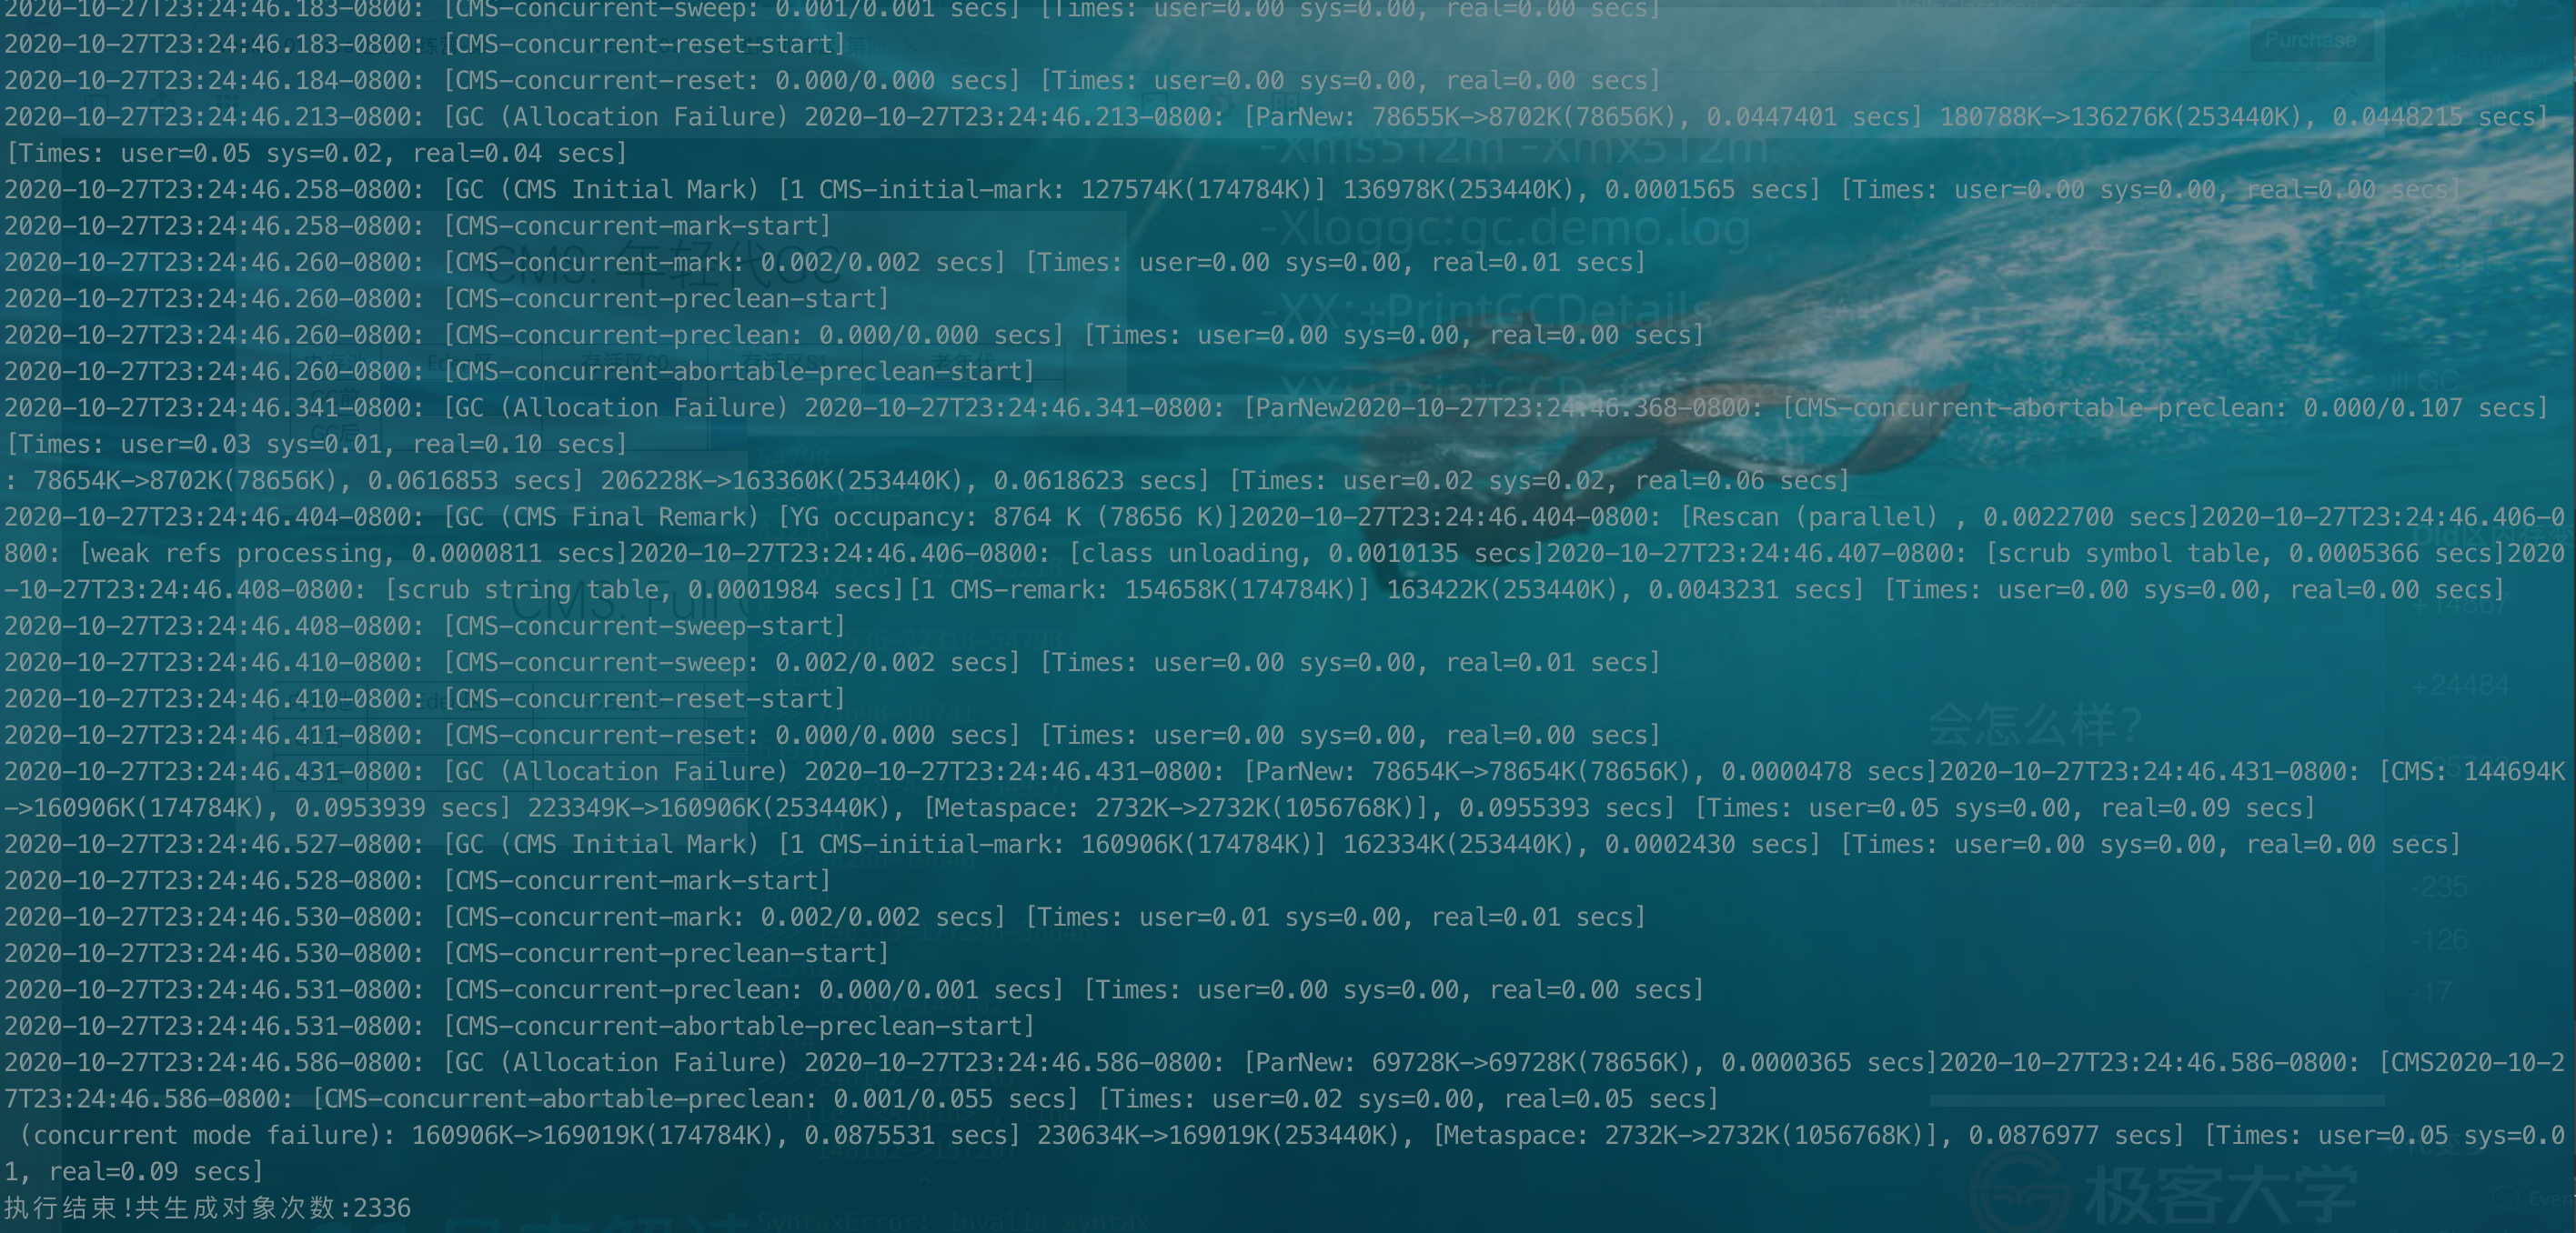 2020-10-27T23:24:46.183-0800: [CMS-concurrent-sweep: 0.001/0.001 secs] [Times: user=0.00 sys=0.00, real=0.00 secs]
2020-10-27T23:24:46.183-0800: [CMS-concurrent-reset-start]
2020-10-27T23:24:46.184-0800: [CMS-concurrent-reset: 0.000/0.000 secs] [Times: user=0.00 sys=0.00, real=0.00 secs]
2020-10-27T23:24:46.213-0800: [GC (Allocation Failure) 2020-10-27T23:24:46.213-0800: [ParNew: 78655K->8702K(78656K), 0.0447401 secs] 180788K->136276K(253440K), 0.0448215 secs]
[Times: user=0.05 sys=0.02, real=0.04 secs]
2020-10-27T23:24:46.258-0800: [GC (CMS Initial Mark) [1 CMS-initial-mark: 127574K(174784K)] 136978K(253440K), 0.0001565 secs] [Times: user=0.00 sys=0.00, real=0.00 secs]
2020-10-27T23:24:46.258-0800: [CMS-concurrent-mark-start]
2020-10-27T23:24:46.260-0800: [CMS-concurrent-mark: 0.002/0.002 secs] [Times: user=0.00 sys=0.00, real=0.01 secs]
2020-10-27T23:24:46.260-0800: [CMS-concurrent-preclean-start]
2020-10-27T23:24:46.260-0800: [CMS-concurrent-preclean: 0.000/0.000 secs] [Times: user=0.00 sys=0.00, real=0.00 secs]
2020-10-27T23:24:46.260-0800: [CMS-concurrent-abortable-preclean-start]
2020-10-27T23:24:46.341-0800: [GC (Allocation Failure) 2020-10-27T23:24:46.341-0800: [ParNew2020-10-27T23:24:46.368-0800: [CMS-concurrent-abortable-preclean: 0.000/0.107 secs]
[Times: user=0.03 sys=0.01, real=0.10 secs]
: 78654K->8702K(78656K), 0.0616853 secs] 206228K->163360K(253440K), 0.0618623 secs] [Times: user=0.02 sys=0.02, real=0.06 secs]
2020-10-27T23:24:46.404-0800: [GC (CMS Final Remark) [YG occupancy: 8764 K (78656 K)]2020-10-27T23:24:46.404-0800: [Rescan (parallel) , 0.0022700 secs]2020-10-27T23:24:46.406-0
800: [weak refs processing, 0.0000811 secs]2020-10-27T23:24:46.406-0800: [class unloading, 0.0010135 secs]2020-10-27T23:24:46.407-0800: [scrub symbol table, 0.0005366 secs]2020
-10-27T23:24:46.408-0800: [scrub string table, 0.0001984 secs][1 CMS-remark: 154658K(174784K)] 163422K(253440K), 0.0043231 secs] [Times: user=0.00 sys=0.00, real=0.00 secs]
2020-10-27T23:24:46.408-0800: [CMS-concurrent-sweep-start]
2020-10-27T23:24:46.410-0800: [CMS-concurrent-sweep: 0.002/0.002 secs] [Times: user=0.00 sys=0.00, real=0.01 secs]
2020-10-27T23:24:46.410-0800: [CMS-concurrent-reset-start]
2020-10-27T23:24:46.411-0800: [CMS-concurrent-reset: 0.000/0.000 secs] [Times: user=0.00 sys=0.00, real=0.00 secs]
2020-10-27T23:24:46.431-0800: [GC (Allocation Failure) 2020-10-27T23:24:46.431-0800: [ParNew: 78654K->78654K(78656K), 0.0000478 secs]2020-10-27T23:24:46.431-0800: [CMS: 144694K
->160906K(174784K), 0.0953939 secs] 223349K->160906K(253440K), [Metaspace: 2732K->2732K(1056768K)], 0.0955393 secs] [Times: user=0.05 sys=0.00, real=0.09 secs]
2020-10-27T23:24:46.527-0800: [GC (CMS Initial Mark) [1 CMS-initial-mark: 160906K(174784K)] 162334K(253440K), 0.0002430 secs] [Times: user=0.00 sys=0.00, real=0.00 secs]
2020-10-27T23:24:46.528-0800: [CMS-concurrent-mark-start]
2020-10-27T23:24:46.530-0800: [CMS-concurrent-mark: 0.002/0.002 secs] [Times: user=0.01 sys=0.00, real=0.01 secs]
2020-10-27T23:24:46.530-0800: [CMS-concurrent-preclean-start]
2020-10-27T23:24:46.531-0800: [CMS-concurrent-preclean: 0.000/0.001 secs] [Times: user=0.00 sys=0.00, real=0.00 secs]
2020-10-27T23:24:46.531-0800: [CMS-concurrent-abortable-preclean-start]
2020-10-27T23:24:46.586-0800: [GC (Allocation Failure) 2020-10-27T23:24:46.586-0800: [ParNew: 69728K->69728K(78656K), 0.0000365 secs]2020-10-27T23:24:46.586-0800: [CMS2020-10-2
7T23:24:46.586-0800: [CMS-concurrent-abortable-preclean: 0.001/0.055 secs] [Times: user=0.02 sys=0.00, real=0.05 secs]
(concurrent mode failure): 160906K->169019K(174784K), 0.0875531 secs] 230634K->169019K(253440K), [Metaspace: 2732K->2732K(1056768K)], 0.0876977 secs] [Times: user=0.05 sys=0.0
1, real=0.09 secs]
执行结束!共生成对象次数:2336
Purchase
-Xms512m -Xmx512m
-Xloggc:gc.demo.log
-XX:+PrintGCDetails
CMS: 年轻代GC
会怎么样?
+24484
-235
-126
-17
极客大学
SyntaxError: invalid syntax